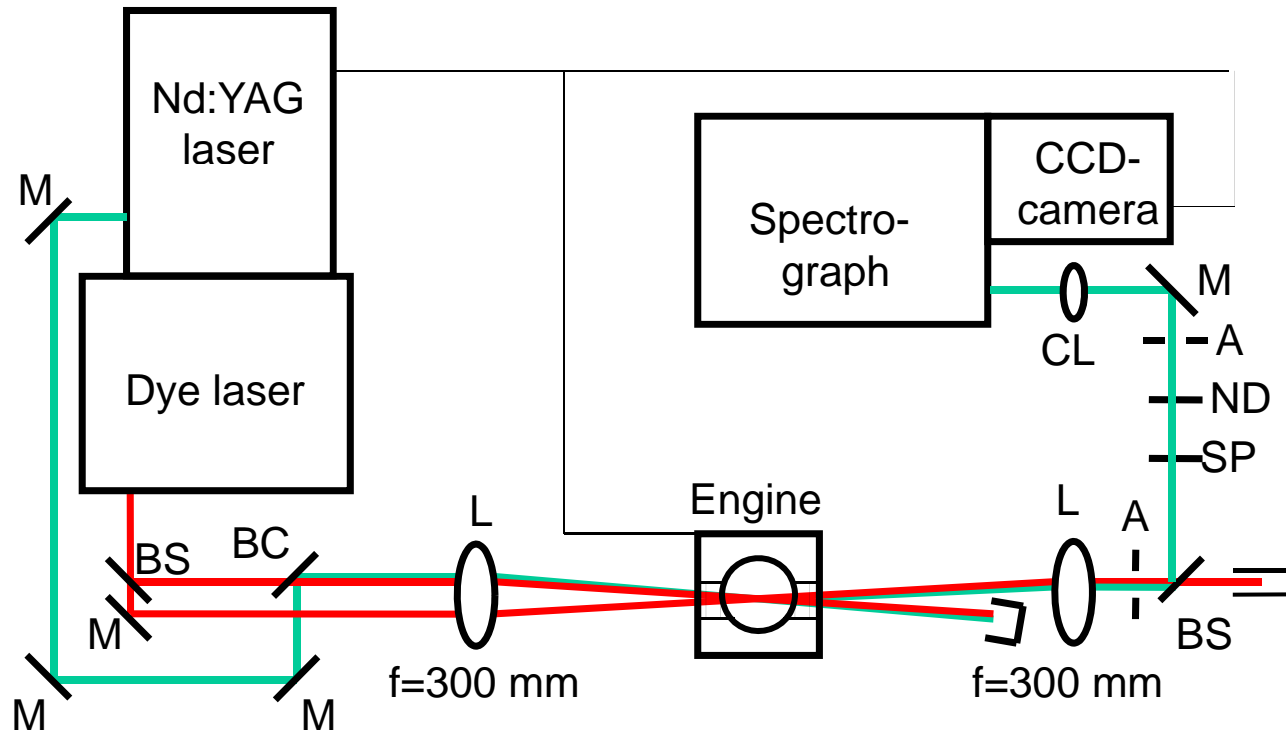 Nd:YAG
laser
CCD-
camera
M
Spectro-
graph
M
CL
A
Dye laser
ND
SP
Engine
L
L
A
BS
BC
M
BS
f=300 mm
f=300 mm
M
M